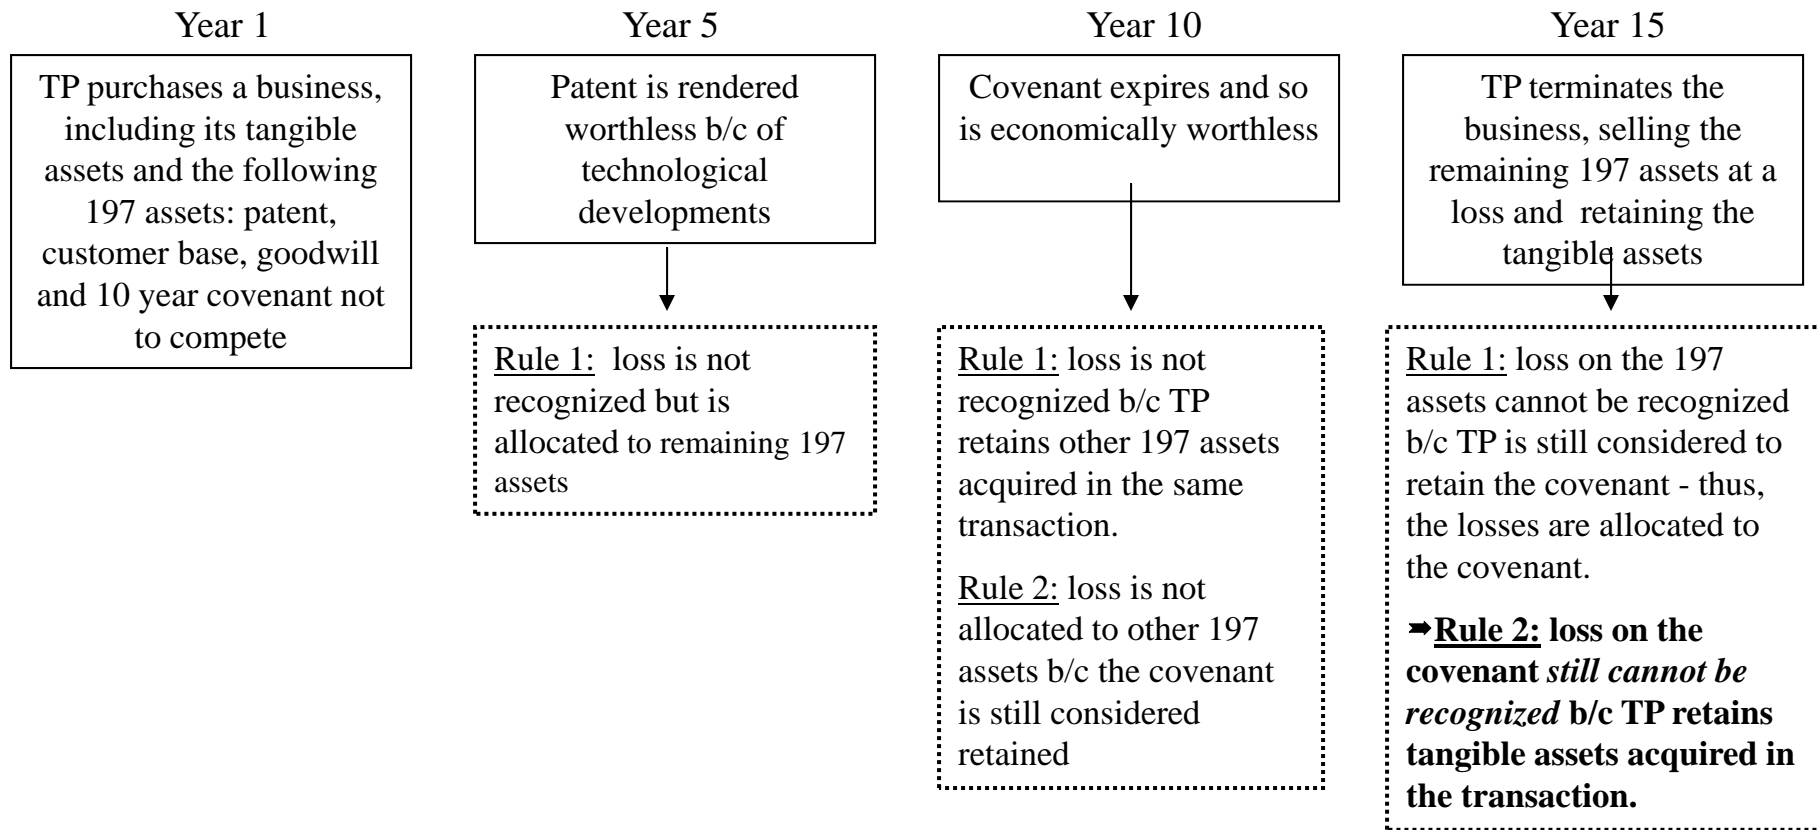 Year 1
TP purchases a business,
including its tangible
assets and the following
197 assets: patent,
customer base, goodwill
and 10 year covenant not
to compete
Year 5
Patent is rendered
worthless b/c of
technological
developments
Rule 1: loss is not
recognized but is
allocated to remaining 197
assets
Year 10
Covenant expires and so
is economically worthless
Rule 1: loss is not
recognized b/c TP
retains other 197 assets
acquired in the same
transaction.
Rule 2: loss is not
allocated to other 197
assets b/c the covenant
is still considered
retained
Year 15
TP terminates the
business, selling the
remaining 197 assets at a
loss and retaining the
tangible assets
Rule 1: loss on the 197
assets cannot be recognized
b/c TP is still considered to
retain the covenant - thus,
the losses are allocated to
the covenant.
➡Rule 2: loss on the
covenant still cannot be
recognized b/c TP retains
tangible assets acquired in
the transaction.